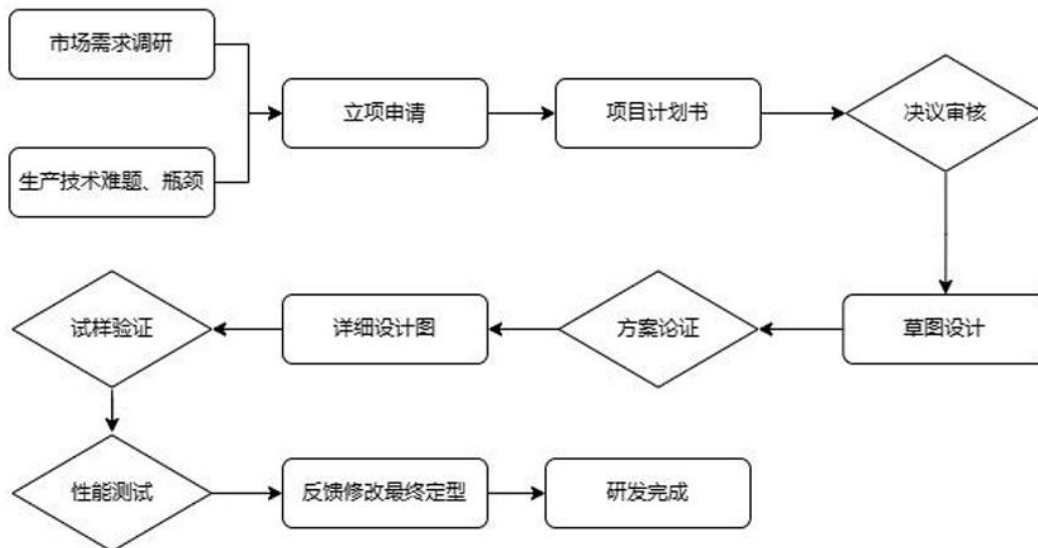 市场需求调研
生产技术难题、瓶颈
立项申请
项目计划书
决议审核
草图设计
方案论证
详细设计图
试样验证
性能测试
反馈修改最终定型
研发完成